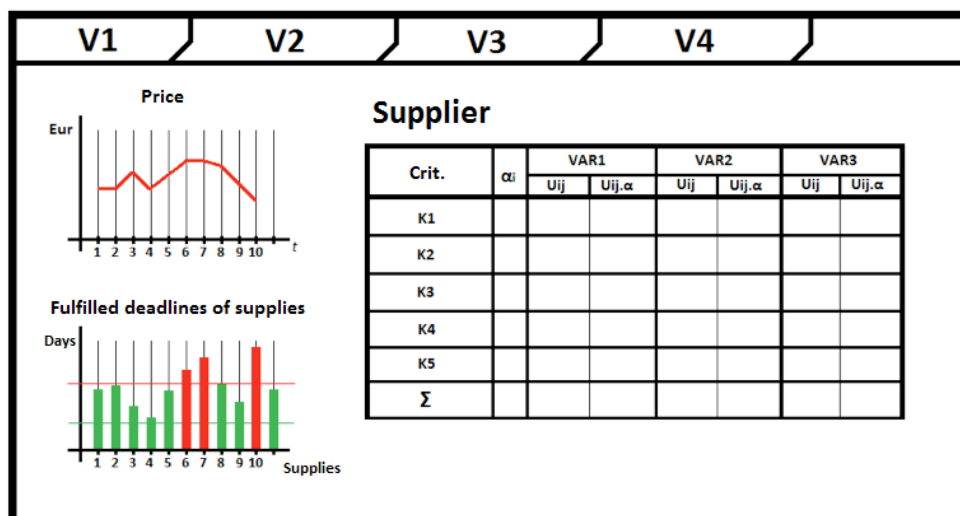 V1 V2 V3 V4
Price
Eur
1 2 3 4 5 6 7 8 9 10 t
Fulfilled deadlines of supplies
Days
1 2 3 4 5 6 7 8 9 10 Supplies
Supplier
Crit. αi VAR1 VAR2 VAR3
Uij Uij.α Uij Uij.α Uij Uij.α
K1
K2
K3
K4
K5
Σ